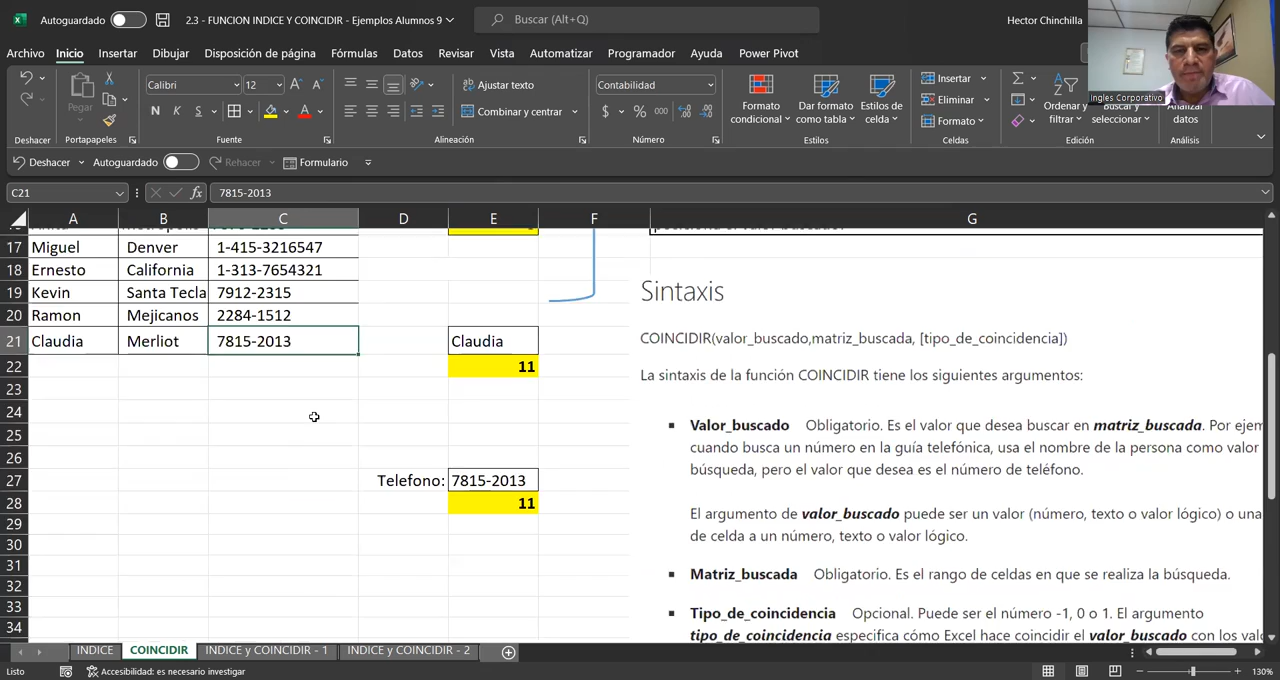 Autoguardado
2.3 - FUNCION INDICE Y COINCIDIR - Ejemplos Alumnos 9
Buscar (Alt+Q)
Hector Chinchilla
Archivo Inicio Insertar Dibujar Disposición de página Fórmulas Datos Revisar Vista Automatizar Programador Ayuda Power Pivot
Ingles Corporativo
Pegar
Calibri 12
N K S
Ajustar texto
Combinar y centrar
Contabilidad
$ % 000
Formato condicional
Dar formato como tabla
Estilos de celda
Insertar
Eliminar
Formato
Ordenar y filtrar
Buscar y seleccionar
Analizar datos
Deshacer Portapapeles Fuente Alineación Número Estilos Celdas Edición Análisis
Deshacer Autoguardado Rehacer Formulario
C21 fx 7815-2013
A B C D E F G
17 Miguel Denver 1-415-3216547
18 Ernesto California 1-313-7654321
19 Kevin Santa Tecla 7912-2315
20 Ramon Mejicanos 2284-1512
21 Claudia Merliot 7815-2013 Claudia
22 11
23
24
25
26
27 Telefono: 7815-2013
28 11
29
30
31
32
33
34
posiciona el valor buscado.
Sintaxis
COINCIDIR(valor_buscado,matriz_buscada, [tipo_de_coincidencia])
La sintaxis de la función COINCIDIR tiene los siguientes argumentos:
Valor_buscado Obligatorio. Es el valor que desea buscar en matriz_buscada. Por ejem
cuando busca un número en la guía telefónica, usa el nombre de la persona como valor
búsqueda, pero el valor que desea es el número de teléfono.
El argumento de valor_buscado puede ser un valor (número, texto o valor lógico) o una
de celda a un número, texto o valor lógico.
Matriz_buscada Obligatorio. Es el rango de celdas en que se realiza la búsqueda.
Tipo_de_coincidencia Opcional. Puede ser el número -1, 0 o 1. El argumento
tipo_de_coincidencia especifica cómo Excel hace coincidir el valor_buscado con los valo
INDICE COINCIDIR INDICE y COINCIDIR - 1 INDICE y COINCIDIR - 2
Listo Accesibilidad: es necesario investigar 130%